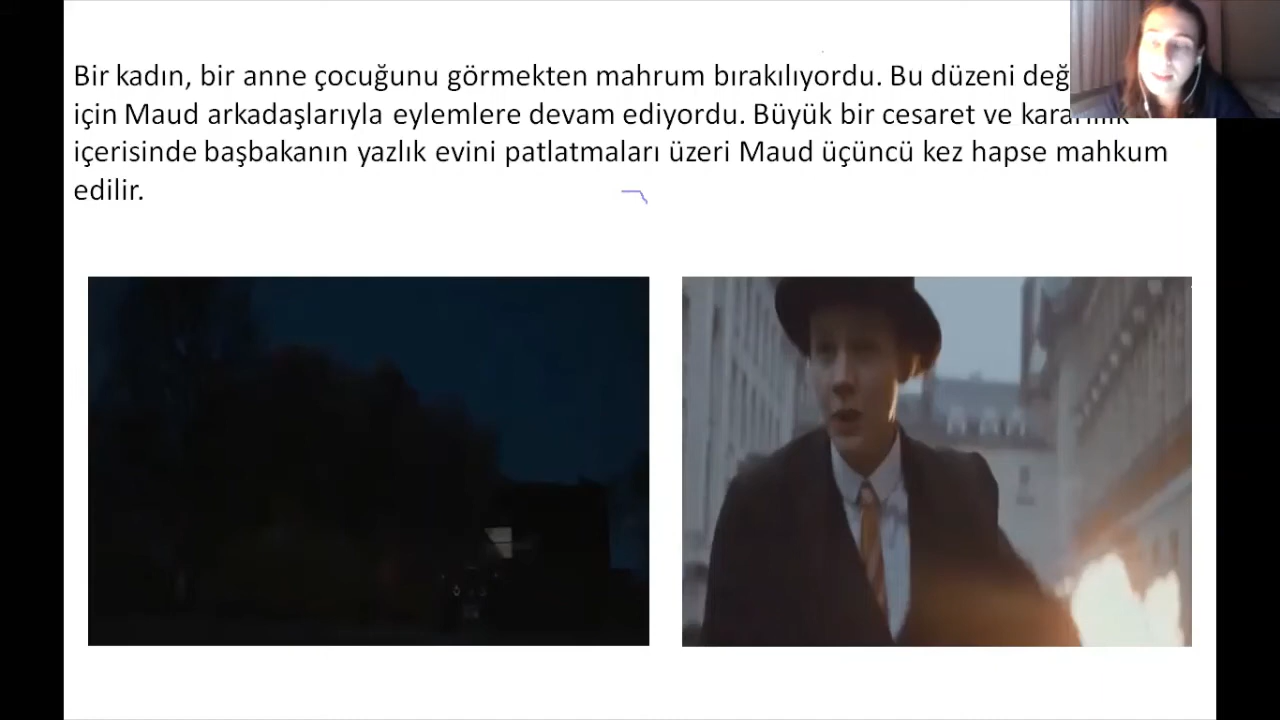 Bir kadın, bir anne çocuğunu görmekten mahrum bırakılıyordu. Bu düzeni
için Maud arkadaşlarıyla eylemlere devam ediyordu. Büyük bir cesaret ve kararlılık
içerisinde başbakanın yazlık evini patlatmaları üzeri Maud üçüncü kez hapse mahkum
edilir.